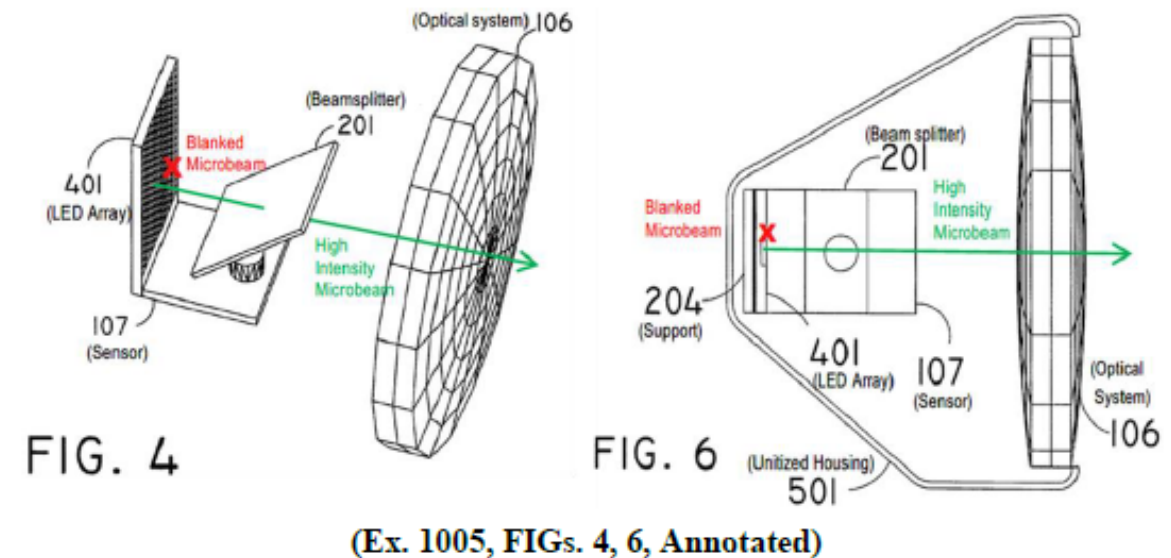 (Optical system)
106
(Beamsplitter)
201
Blanked
Microbeam
X
401
(LED Array)
High
Intensity
Microbeam
107
(Sensor)
FIG. 4
(Beam splitter)
201
Blanked
Microbeam
X
High
Intensity
Microbeam
204
(Support)
401
(LED Array)
107
(Sensor)
(Optical
System)
106
FIG. 6
(Unitized Housing)
501
(Ex. 1005, FIGs. 4, 6, Annotated)